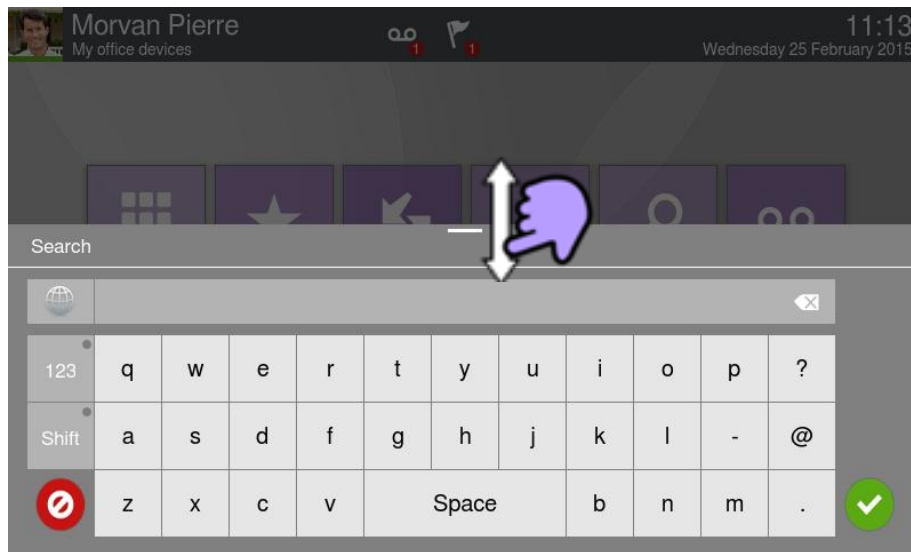 Morvan Pierre
11:13
My office devices
1
1
Wednesday 25 February 2015
Search
123 q w e r t y u i o p ?
Shift a s d f g h j k l - @
z x c v Space b n m .